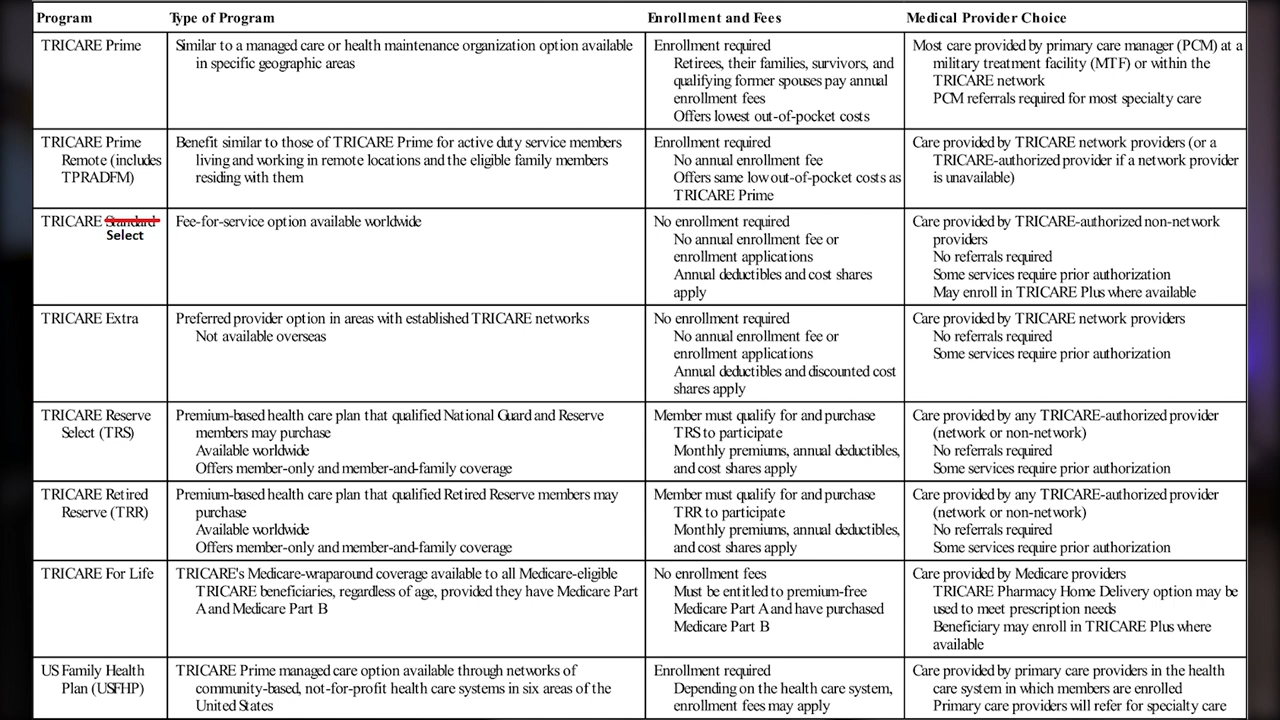 Program Type of Program Enrollment and Fees Medical Provider Choice
TRICARE Prime
Similar to a managed care or health maintenance organization option available
in specific geographic areas
Enrollment required
Retirees, their families, survivors, and
qualifying former spouses pay annual
enrollment fees
Offers lowest out-of-pocket costs
Most care provided by primary care manager (PCM) at a
military treatment facility (MTF) or within the
TRICARE network
PCM referrals required for most specialty care
TRICARE Prime
Remote (includes
TPRADFM)
Benefit similar to those of TRICARE Prime for active duty service members
living and working in remote locations and the eligible family members
residing with them
Enrollment required
No annual enrollment fee
Offers same low out-of-pocket costs as
TRICARE Prime
Care provided by TRICARE network providers (or a
TRICARE-authorized provider if a network provider
is unavailable)
TRICARE Standard
Select
Fee-for-service option available worldwide
No enrollment required
No annual enrollment fee or
enrollment applications
Annual deductibles and cost shares
apply
Care provided by TRICARE-authorized non-network
providers
No referrals required
Some services require prior authorization
May enroll in TRICARE Plus where available
TRICARE Extra
Preferred provider option in areas with established TRICARE networks
Not available overseas
No enrollment required
No annual enrollment fee or
enrollment applications
Annual deductibles and discounted cost
shares apply
Care provided by TRICARE network providers
No referrals required
Some services require prior authorization
TRICARE Reserve
Select (TRS)
Premium-based health care plan that qualified National Guard and Reserve
members may purchase
Available worldwide
Offers member-only and member-and-family coverage
Member must qualify for and purchase
TRS to participate
Monthly premiums, annual deductibles,
and cost shares apply
Care provided by any TRICARE-authorized provider
(network or non-network)
No referrals required
Some services require prior authorization
TRICARE Retired
Reserve (TRR)
Premium-based health care plan that qualified Retired Reserve members may
purchase
Available worldwide
Offers member-only and member-and-family coverage
Member must qualify for and purchase
TRR to participate
Monthly premiums, annual deductibles,
and cost shares apply
Care provided by any TRICARE-authorized provider
(network or non-network)
No referrals required
Some services require prior authorization
TRICARE For Life
TRICARE's Medicare-wraparound coverage available to all Medicare-eligible
TRICARE beneficiaries, regardless of age, provided they have Medicare Part
A and Medicare Part B
No enrollment fees
Must be entitled to premium-free
Medicare Part A and have purchased
Medicare Part B
Care provided by Medicare providers
TRICARE Pharmacy Home Delivery option may be
used to meet prescription needs
Beneficiary may enroll in TRICARE Plus where
available
US Family Health
Plan (USFHP)
TRICARE Prime managed care option available through networks of
community-based, not-for-profit health care systems in six areas of the
United States
Enrollment required
Depending on the health care system,
enrollment fees may apply
Care provided by primary care providers in the health
care system in which members are enrolled
Primary care providers will refer for specialty care